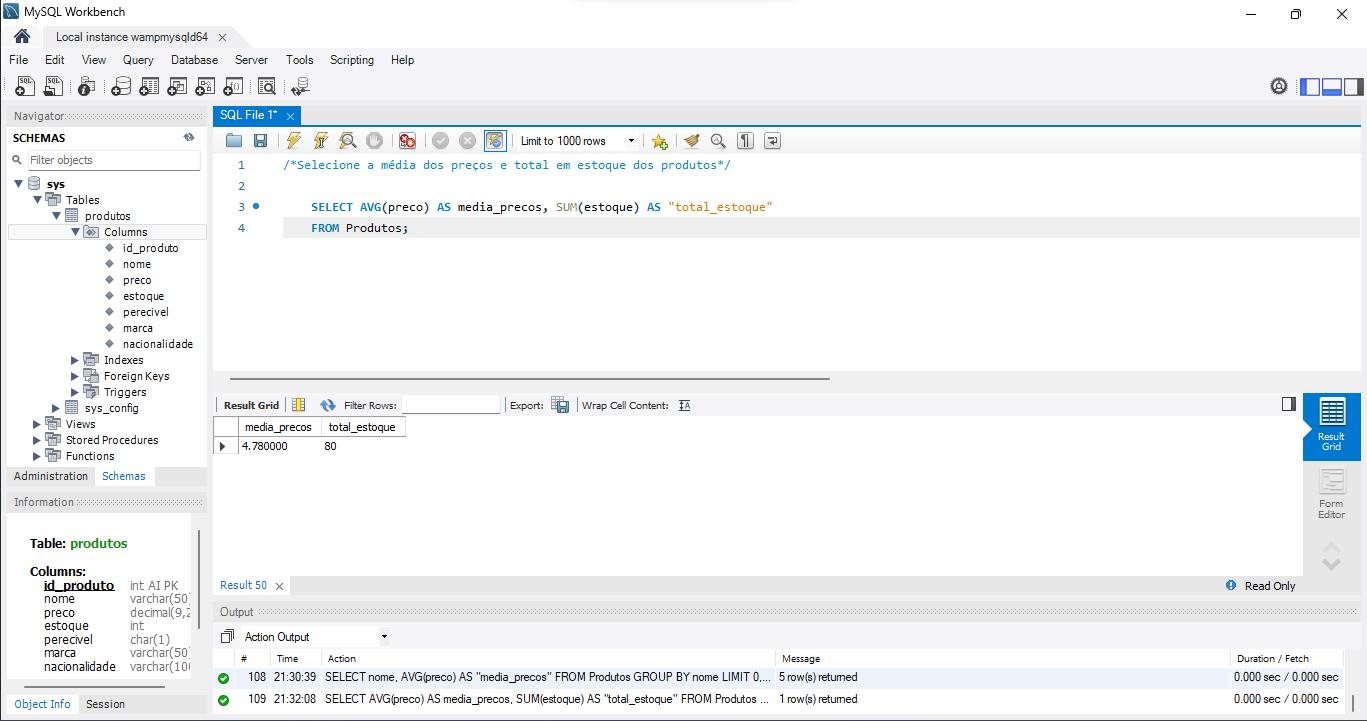 MySQL Workbench
Local instance wampmysqld64
File Edit View Query Database Server Tools Scripting Help
Navigator
SCHEMAS
Filter objects
sys
Tables
produtos
Columns
id_produto
nome
preco
estoque
perecivel
marca
nacionalidade
Indexes
Foreign Keys
Triggers
sys_config
Views
Stored Procedures
Functions
Administration Schemas
Information
Table: produtos
Columns:
id_produto int AI PK
nome varchar(50)
preco decimal(9,2
estoque int
perecivel char(1)
marca varchar(50)
nacionalidade varchar(100
Object Info Session
SQL File 1*
Limit to 1000 rows
1 /*Selecione a média dos preços e total em estoque dos produtos*/
2
3 SELECT AVG(preco) AS media_precos, SUM(estoque) AS "total_estoque"
4 FROM Produtos;
Result Grid Filter Rows: Export: Wrap Cell Content:
media_precos total_estoque
4.780000 80
Result Grid
Form Editor
Result 50
Read Only
Output
Action Output
# Time Action Message Duration / Fetch
108 21:30:39 SELECT nome, AVG(preco) AS "media_precos" FROM Produtos GROUP BY nome LIMIT 0,... 5 row(s) returned 0.000 sec / 0.000 sec
109 21:32:08 SELECT AVG(preco) AS media_precos, SUM(estoque) AS "total_estoque" FROM Produtos ... 1 row(s) returned 0.000 sec / 0.000 sec